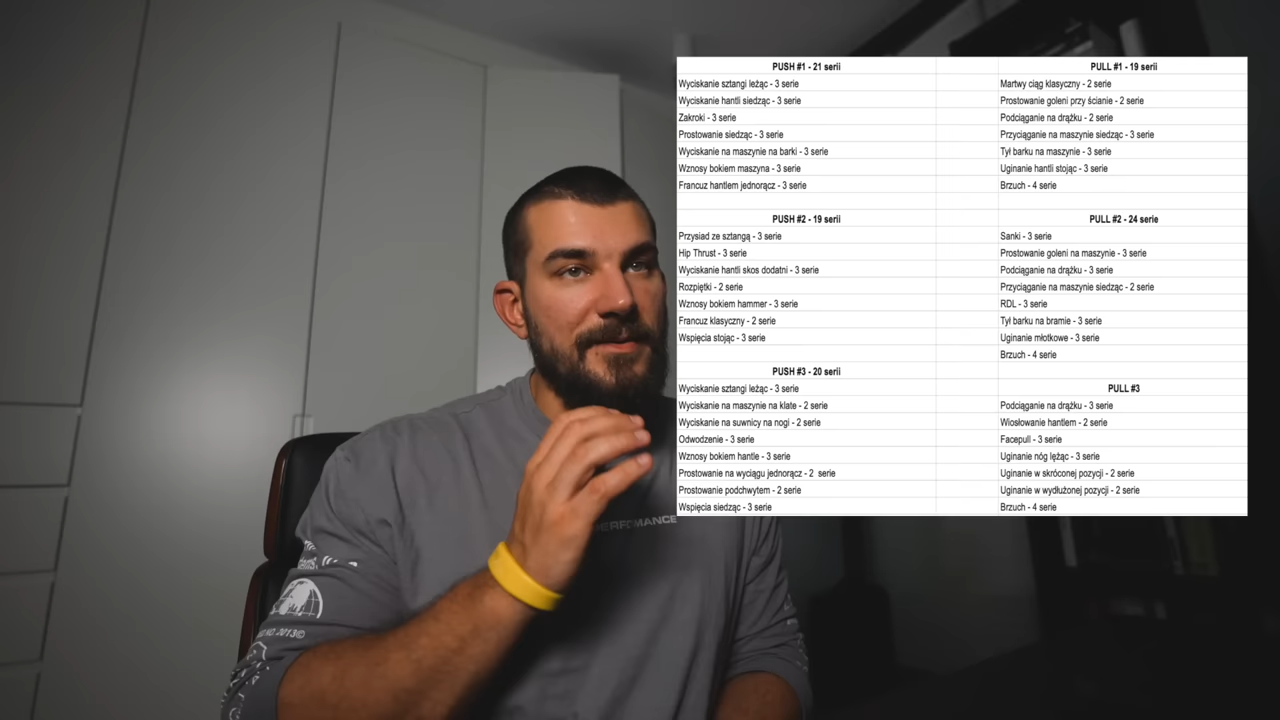 PUSH #1 - 21 serii
Wyciskanie sztangi leżąc - 3 serie
Wyciskanie hantli siedząc - 3 serie
Zakroki - 3 serie
Prostowanie siedząc - 3 serie
Wyciskanie na maszynie na barki - 3 serie
Wznosy bokiem maszyna - 3 serie
Francuz hantlem jednorącz - 3 serie
PULL #1 - 19 serii
Martwy ciąg klasyczny - 2 serie
Prostowanie goleni przy ścianie - 2 serie
Podciąganie na drążku - 2 serie
Przyciąganie na maszynie siedząc - 3 serie
Tył barku na maszynie - 3 serie
Uginanie hantli stojąc - 3 serie
Brzuch - 4 serie
PUSH #2 - 19 serii
Przysiad ze sztangą - 3 serie
Hip Thrust - 3 serie
Wyciskanie hantli skos dodatni - 3 serie
Rozpiętki - 2 serie
Wznosy bokiem hammer - 3 serie
Francuz klasyczny - 2 serie
Wspięcia stojąc - 3 serie
PULL #2 - 24 serie
Sanki - 3 serie
Prostowanie goleni na maszynie - 3 serie
Podciąganie na drążku - 3 serie
Przyciąganie na maszynie siedząc - 2 serie
RDL - 3 serie
Tył barku na bramie - 3 serie
Uginanie młotkowe - 3 serie
Brzuch - 4 serie
PUSH #3 - 20 serii
Wyciskanie sztangi leżąc - 3 serie
Wyciskanie na maszynie na klate - 2 serie
Wyciskanie na suwnicy na nogi - 2 serie
Odwodzenie - 3 serie
Wznosy bokiem hantle - 3 serie
Prostowanie na wyciągu jednorącz - 2 serie
Prostowanie podchwytem - 2 serie
Wspięcia siedząc - 3 serie
PULL #3
Podciąganie na drążku - 3 serie
Wiosłowanie hantlem - 2 serie
Facepull - 3 serie
Uginanie nóg lężąc - 3 serie
Uginanie w skróconej pozycji - 2 serie
Uginanie w wydłużonej pozycji - 2 serie
Brzuch - 4 serie
PERFOMANCE